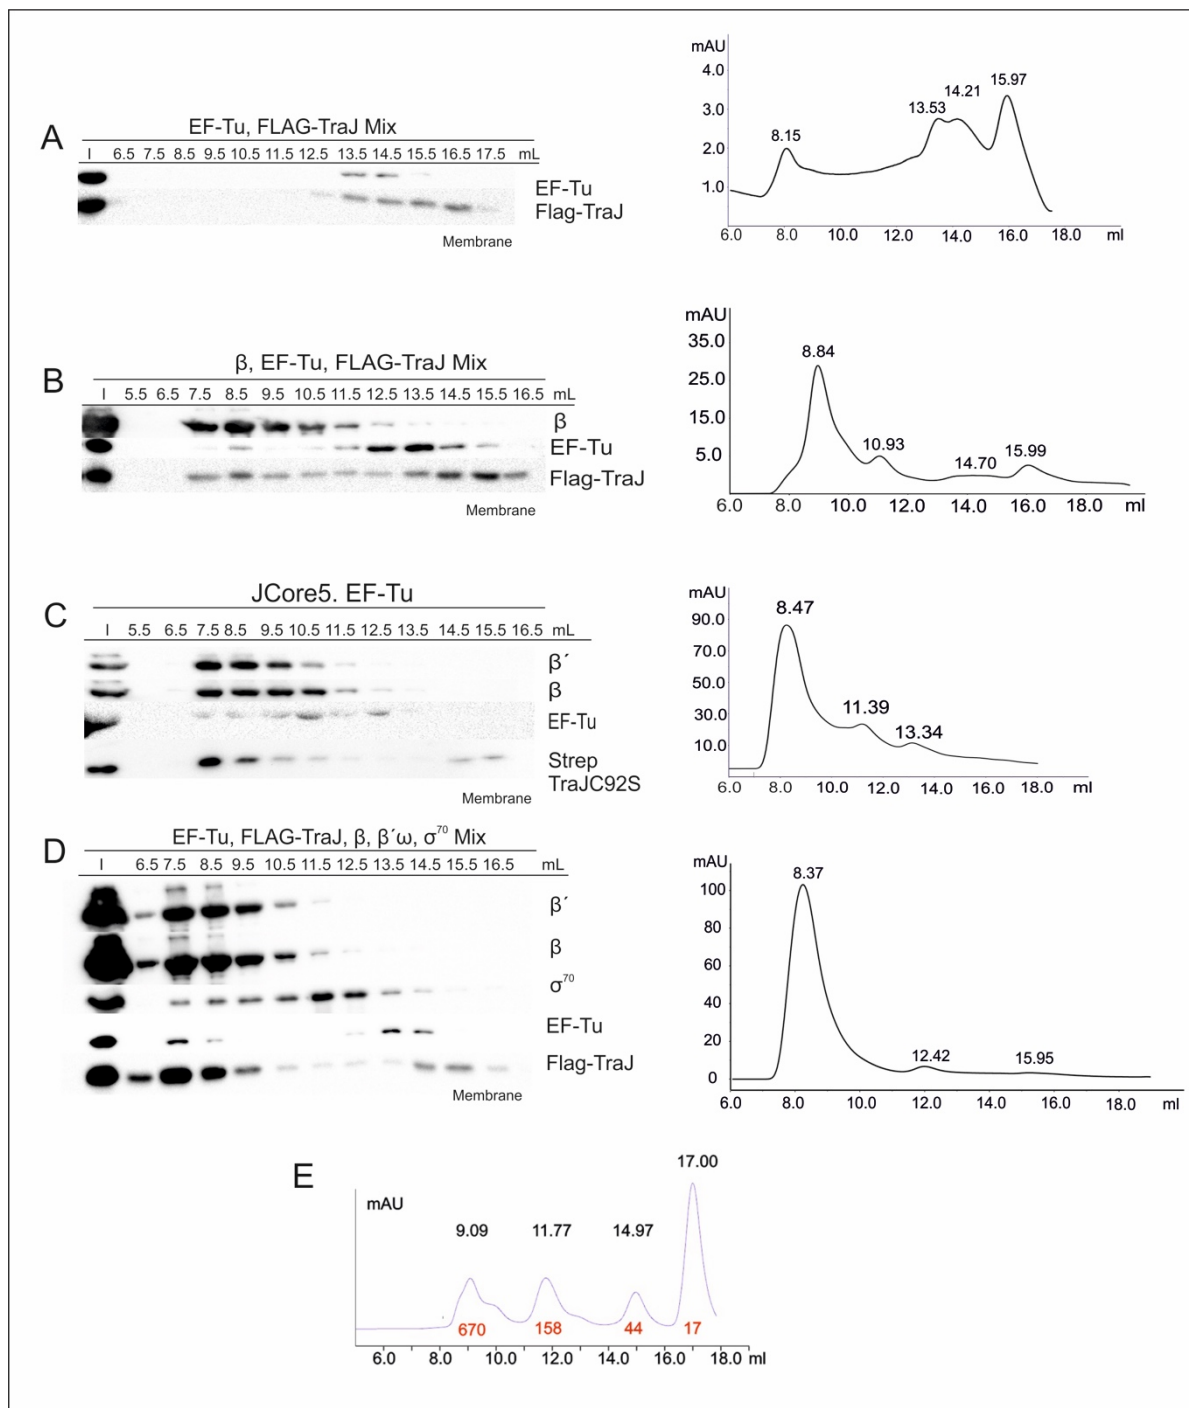 A
EF-Tu, FLAG-TraJ Mix
I 6.5 7.5 8.5 9.5 10.5 11.5 12.5 13.5 14.5 15.5 16.5 17.5 mL
EF-Tu
Flag-TraJ
Membrane
mAU
4.0
3.0
2.0
1.0
8.15
13.53
14.21
15.97
6.0 8.0 10.0 12.0 14.0 16.0 18.0 ml
B
β, EF-Tu, FLAG-TraJ Mix
I 5.5 6.5 7.5 8.5 9.5 10.5 11.5 12.5 13.5 14.5 15.5 16.5 mL
β
EF-Tu
Flag-TraJ
Membrane
mAU
35.0
25.0
15.0
5.0
8.84
10.93
14.70
15.99
6.0 8.0 10.0 12.0 14.0 16.0 18.0 ml
C
JCore5. EF-Tu
I 5.5 6.5 7.5 8.5 9.5 10.5 11.5 12.5 13.5 14.5 15.5 16.5 mL
β´
β
EF-Tu
Strep
TraJC92S
Membrane
mAU
90.0
70.0
50.0
30.0
10.0
8.47
11.39
13.34
6.0 8.0 10.0 12.0 14.0 16.0 18.0 ml
D
EF-Tu, FLAG-TraJ, β, β´ω, σ⁷⁰ Mix
I 6.5 7.5 8.5 9.5 10.5 11.5 12.5 13.5 14.5 15.5 16.5 mL
β´
β
σ⁷⁰
EF-Tu
Flag-TraJ
Membrane
mAU
100
80
60
40
20
0
8.37
12.42
15.95
6.0 8.0 10.0 12.0 14.0 16.0 18.0 ml
E
mAU
9.09 11.77 14.97 17.00
670 158 44 17
6.0 8.0 10.0 12.0 14.0 16.0 18.0 ml